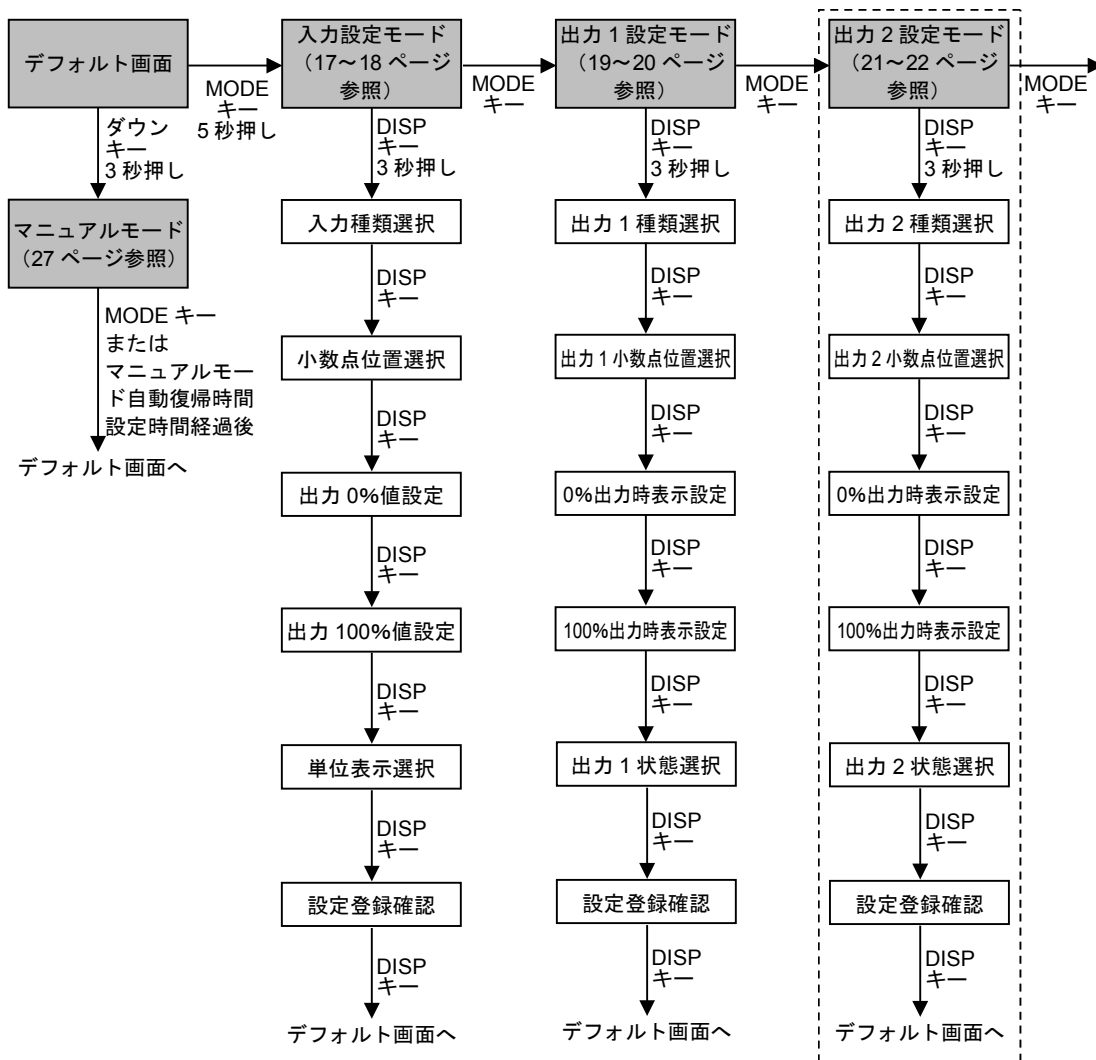 デフォルト画面
MODE
キー
5 秒押し
入力設定モード
（17～18 ページ
参照）
MODE
キー
出力 1 設定モード
（19～20 ページ
参照）
MODE
キー
出力 2 設定モード
（21～22 ページ
参照）
MODE
キー
ダウン
キー
3 秒押し
マニュアルモード
（27 ページ参照）
MODE キー
または
マニュアルモー
ド自動復帰時間
設定時間経過後
デフォルト画面へ
DISP
キー
3 秒押し
入力種類選択
DISP
キー
小数点位置選択
DISP
キー
出力 0%値設定
DISP
キー
出力 100%値設定
DISP
キー
単位表示選択
DISP
キー
設定登録確認
DISP
キー
デフォルト画面へ
DISP
キー
3 秒押し
出力 1 種類選択
DISP
キー
出力 1 小数点位置選択
DISP
キー
0%出力時表示設定
DISP
キー
100%出力時表示設定
DISP
キー
出力 1 状態選択
DISP
キー
設定登録確認
DISP
キー
デフォルト画面へ
DISP
キー
3 秒押し
出力 2 種類選択
DISP
キー
出力 2 小数点位置選択
DISP
キー
0%出力時表示設定
DISP
キー
100%出力時表示設定
DISP
キー
出力 2 状態選択
DISP
キー
設定登録確認
DISP
キー
デフォルト画面へ